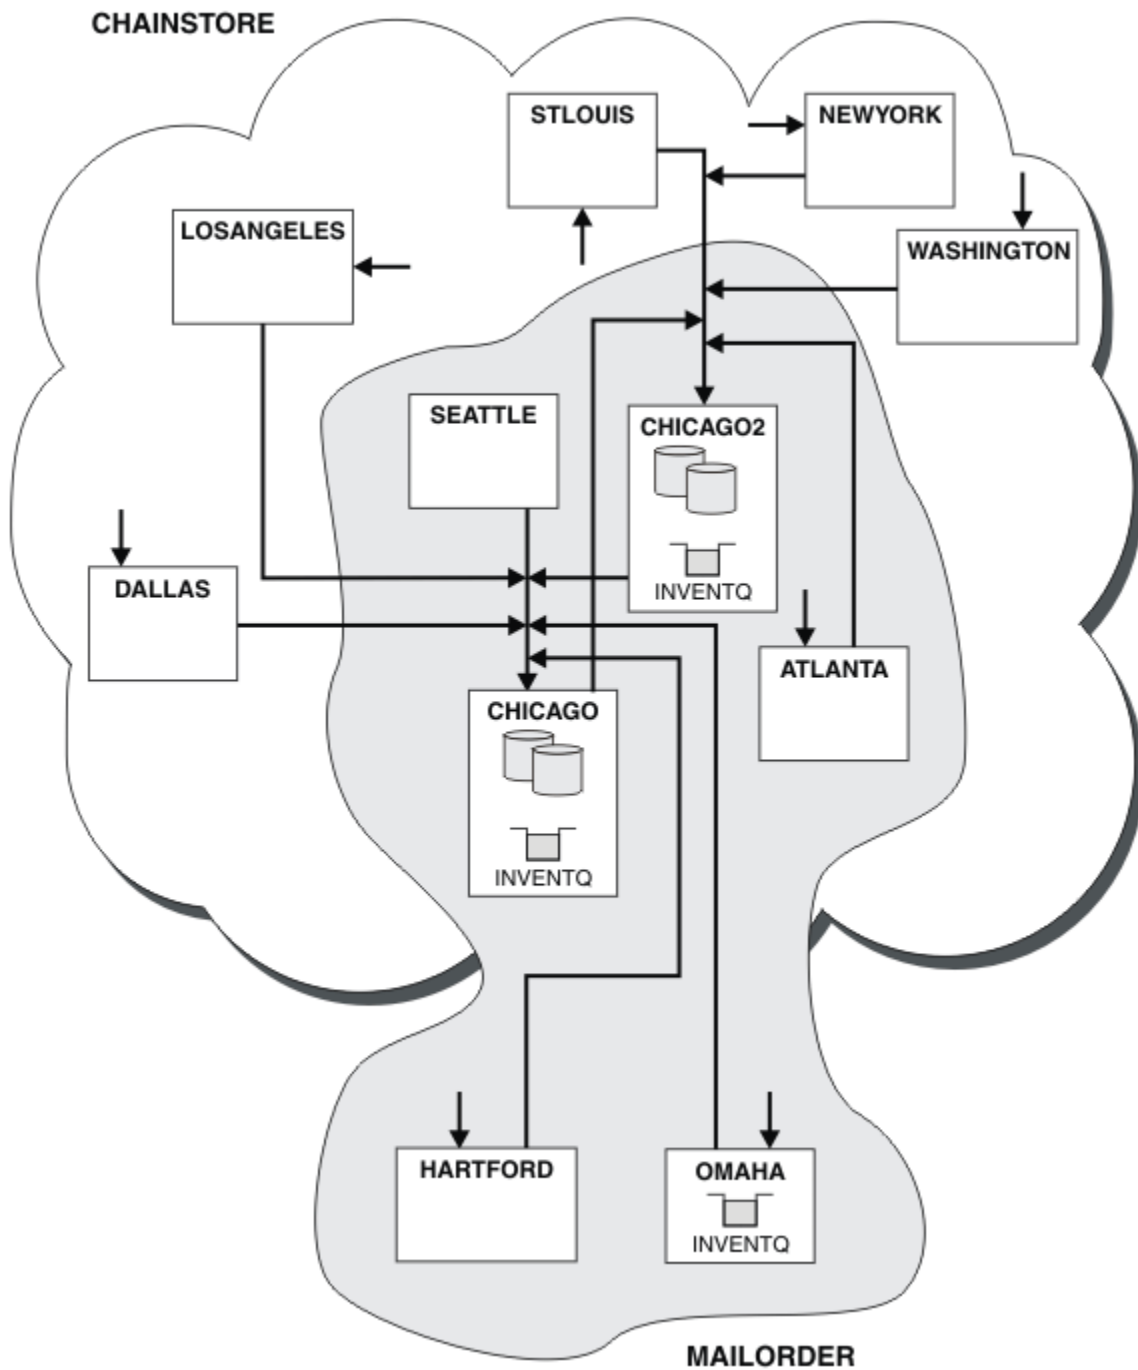 CHAINSTORE
STLOUIS
NEWYORK
LOSANGELES
WASHINGTON
SEATTLE
CHICAGO2
INVENTQ
DALLAS
ATLANTA
CHICAGO
INVENTQ
HARTFORD
OMAHA
INVENTQ
MAILORDER